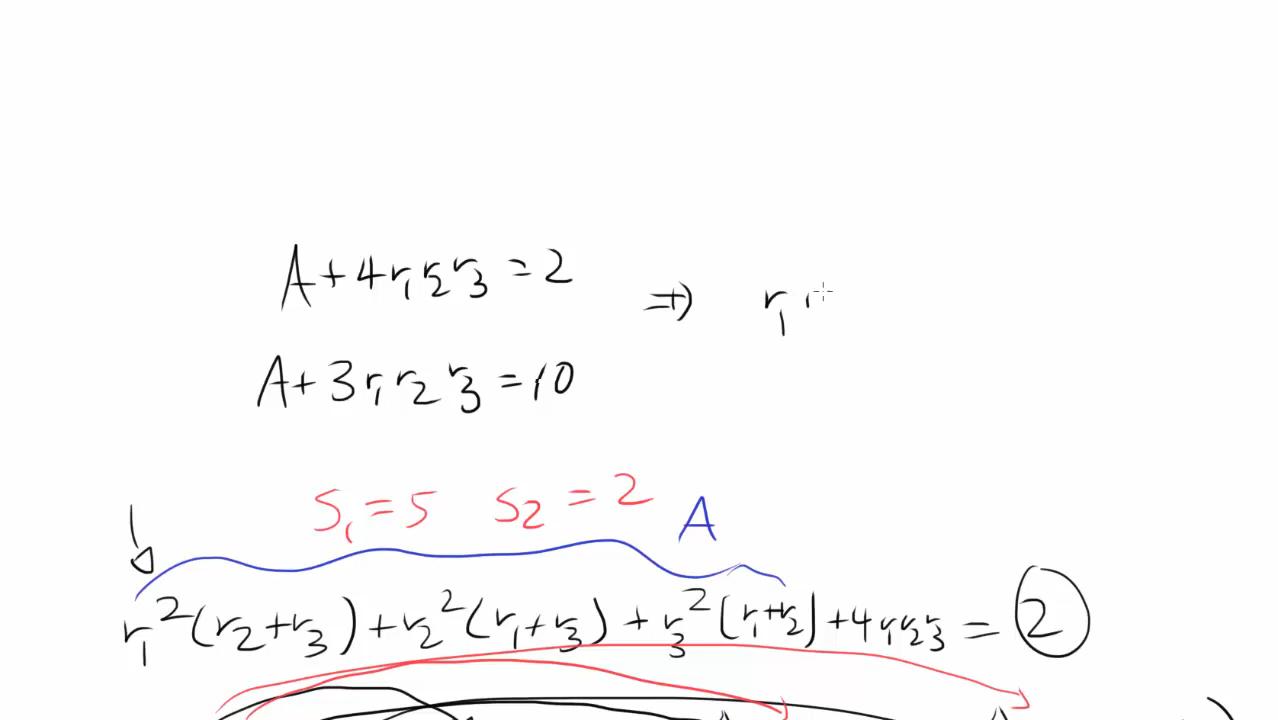 A+4r₁r₂r₃=2
⇒ r₁
A+3r₁r₂r₃=10
S₁=5 S₂=2 A
r₁²(r₂+r₃)+r₂²(r₁+r₃)+r₃²(r₁+r₂)+4r₁r₂r₃=2